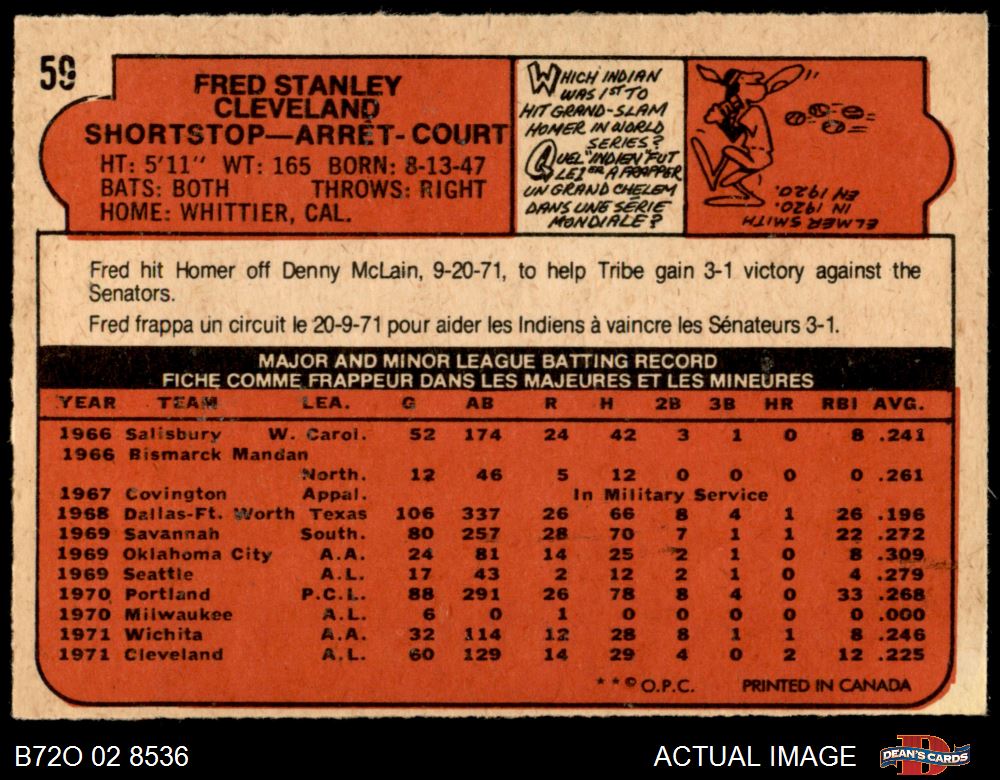 59
FRED STANLEY
CLEVELAND
SHORTSTOP—ARRÊT-COURT
HT: 5'11" WT: 165 BORN: 8-13-47
BATS: BOTH THROWS: RIGHT
HOME: WHITTIER, CAL.
WHICH INDIAN
WAS 1ST TO
HIT GRAND-SLAM
HOMER IN WORLD
SERIES?
QUEL "INDIEN" FUT
LE 1ER A FRAPPER
UN GRAND CHELEM
DANS UNE SÉRIE
MONDIALE?
ELMER SMITH
IN 1920.
EN 1920.
Fred hit Homer off Denny McLain, 9-20-71, to help Tribe gain 3-1 victory against the
Senators.
Fred frappa un circuit le 20-9-71 pour aider les Indiens à vaincre les Sénateurs 3-1.
MAJOR AND MINOR LEAGUE BATTING RECORD
FICHE COMME FRAPPEUR DANS LES MAJEURES ET LES MINEURES
YEAR TEAM LEA. G AB R H 2B 3B HR RBI AVG.
1966 Salisbury W. Carol. 52 174 24 42 3 1 0 8 .241
1966 Bismarck Mandan
North. 12 46 5 12 0 0 0 0 .261
1967 Covington Appal. In Military Service
1968 Dallas-Ft. Worth Texas 106 337 26 66 8 4 1 26 .196
1969 Savannah South. 80 257 28 70 7 1 1 22 .272
1969 Oklahoma City A.A. 24 81 14 25 2 1 0 8 .309
1969 Seattle A.L. 17 43 2 12 2 1 0 4 .279
1970 Portland P.C.L. 88 291 26 78 8 4 0 33 .268
1970 Milwaukee A.L. 6 0 1 0 0 0 0 0 .000
1971 Wichita A.A. 32 114 12 28 8 1 1 8 .246
1971 Cleveland A.L. 60 129 14 29 4 0 2 12 .225
**© O.P.C. PRINTED IN CANADA
B72O 02 8536 ACTUAL IMAGE DEAN'S CARDS